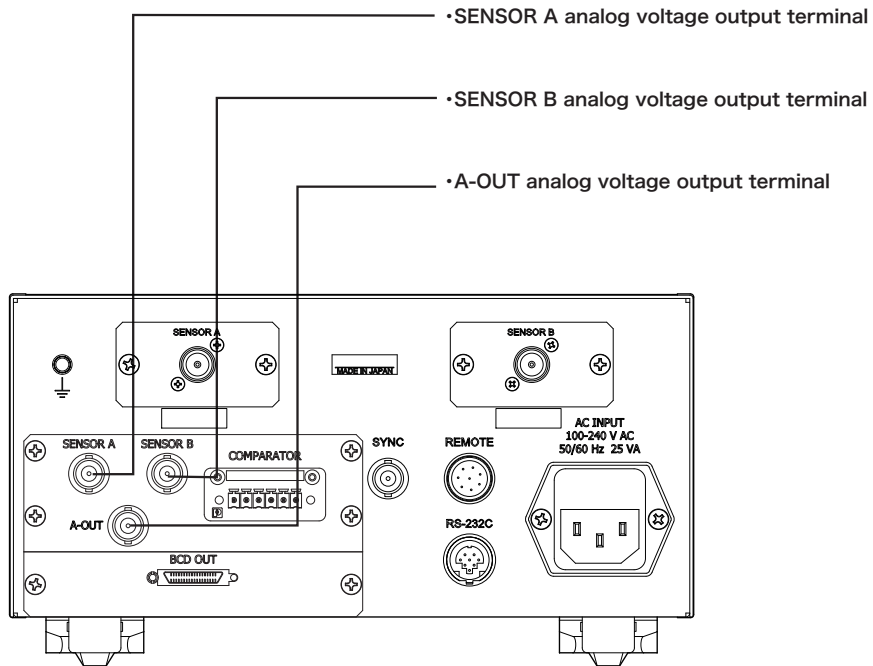 ・SENSOR A analog voltage output terminal
・SENSOR B analog voltage output terminal
・A-OUT analog voltage output terminal
SENSOR A
SENSOR B
MADE IN JAPAN
AC INPUT
100-240 V AC
50/60 Hz 25 VA
SENSOR A
SENSOR B
COMPARATOR
SYNC
REMOTE
A-OUT
RS-232C
BCD OUT